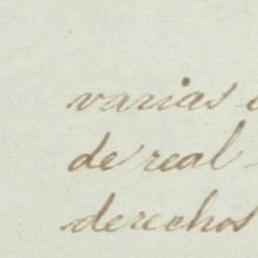 varias
de real
derechos